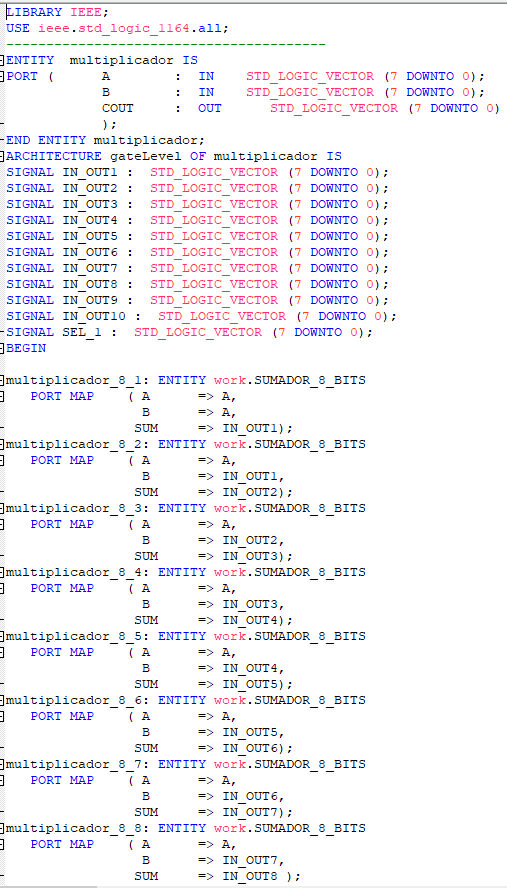 LIBRARY IEEE;
USE ieee.std_logic_1164.all;
----------------------------------------
ENTITY  multiplicador IS
PORT (      A        :  IN    STD_LOGIC_VECTOR (7 DOWNTO 0);
            B        :  IN    STD_LOGIC_VECTOR (7 DOWNTO 0);
            COUT     :  OUT      STD_LOGIC_VECTOR (7 DOWNTO 0)
            );
END ENTITY multiplicador;
ARCHITECTURE gateLevel OF multiplicador IS
SIGNAL IN_OUT1 :  STD_LOGIC_VECTOR (7 DOWNTO 0);
SIGNAL IN_OUT2 :  STD_LOGIC_VECTOR (7 DOWNTO 0);
SIGNAL IN_OUT3 :  STD_LOGIC_VECTOR (7 DOWNTO 0);
SIGNAL IN_OUT4 :  STD_LOGIC_VECTOR (7 DOWNTO 0);
SIGNAL IN_OUT5 :  STD_LOGIC_VECTOR (7 DOWNTO 0);
SIGNAL IN_OUT6 :  STD_LOGIC_VECTOR (7 DOWNTO 0);
SIGNAL IN_OUT7 :  STD_LOGIC_VECTOR (7 DOWNTO 0);
SIGNAL IN_OUT8 :  STD_LOGIC_VECTOR (7 DOWNTO 0);
SIGNAL IN_OUT9 :  STD_LOGIC_VECTOR (7 DOWNTO 0);
SIGNAL IN_OUT10 :  STD_LOGIC_VECTOR (7 DOWNTO 0);
SIGNAL SEL_1 :  STD_LOGIC_VECTOR (7 DOWNTO 0);
BEGIN
multiplicador_8_1: ENTITY work.SUMADOR_8_BITS
   PORT MAP    ( A      => A,
                 B      => A,
                SUM     => IN_OUT1);
multiplicador_8_2: ENTITY work.SUMADOR_8_BITS
   PORT MAP    ( A      => A,
                 B      => IN_OUT1,
                SUM     => IN_OUT2);
multiplicador_8_3: ENTITY work.SUMADOR_8_BITS
   PORT MAP    ( A      => A,
                 B      => IN_OUT2,
                SUM     => IN_OUT3);
multiplicador_8_4: ENTITY work.SUMADOR_8_BITS
   PORT MAP    ( A      => A,
                 B      => IN_OUT3,
                SUM     => IN_OUT4);
multiplicador_8_5: ENTITY work.SUMADOR_8_BITS
   PORT MAP    ( A      => A,
                 B      => IN_OUT4,
                SUM     => IN_OUT5);
multiplicador_8_6: ENTITY work.SUMADOR_8_BITS
   PORT MAP    ( A      => A,
                 B      => IN_OUT5,
                SUM     => IN_OUT6);
multiplicador_8_7: ENTITY work.SUMADOR_8_BITS
   PORT MAP    ( A      => A,
                 B      => IN_OUT6,
                SUM     => IN_OUT7);
multiplicador_8_8: ENTITY work.SUMADOR_8_BITS
   PORT MAP    ( A      => A,
                 B      => IN_OUT7,
                SUM     => IN_OUT8 );